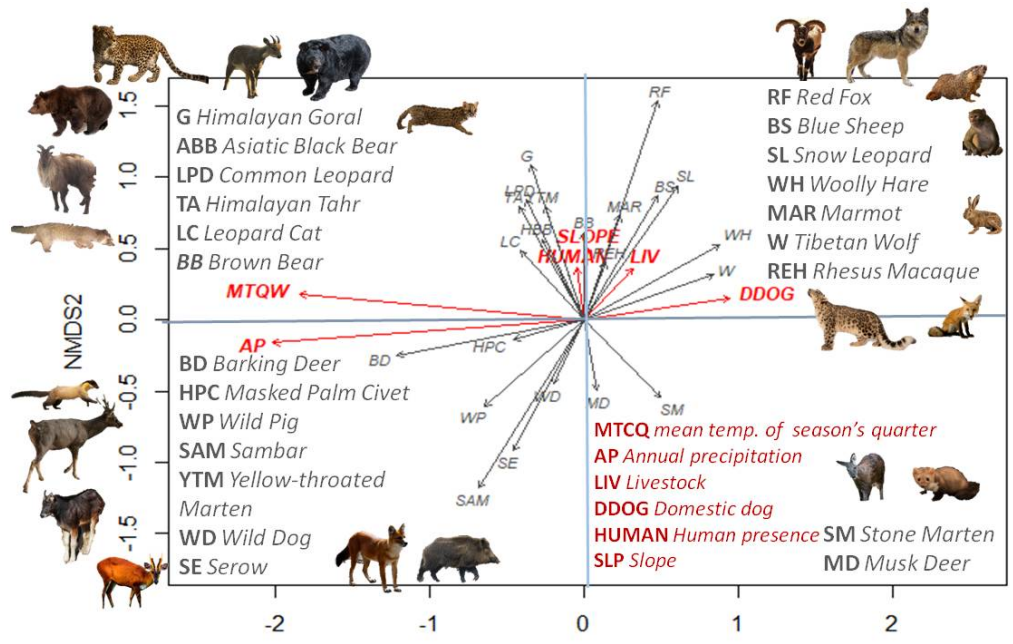 1.5
1.0
0.5
0.0
-0.5
-1.0
-1.5
NMDS2
G Himalayan Goral
ABB Asiatic Black Bear
LPD Common Leopard
TA Himalayan Tahr
LC Leopard Cat
BB Brown Bear
RF Red Fox
BS Blue Sheep
SL Snow Leopard
WH Woolly Hare
MAR Marmot
W Tibetan Wolf
REH Rhesus Macaque
RF
G
SL
BS
LPD
TA
YTM
MAR
BB
HBB
SLOPE
LC
WH
HUMAN
REH
LIV
W
MTQW
DDOG
AP
BD
HPC
WD
MD
SM
WP
SE
SAM
BD Barking Deer
HPC Masked Palm Civet
WP Wild Pig
SAM Sambar
YTM Yellow-throated
Marten
WD Wild Dog
SE Serow
MTCQ mean temp. of season's quarter
AP Annual precipitation
LIV Livestock
DDOG Domestic dog
HUMAN Human presence
SLP Slope
SM Stone Marten
MD Musk Deer
-2
-1
0
1
2